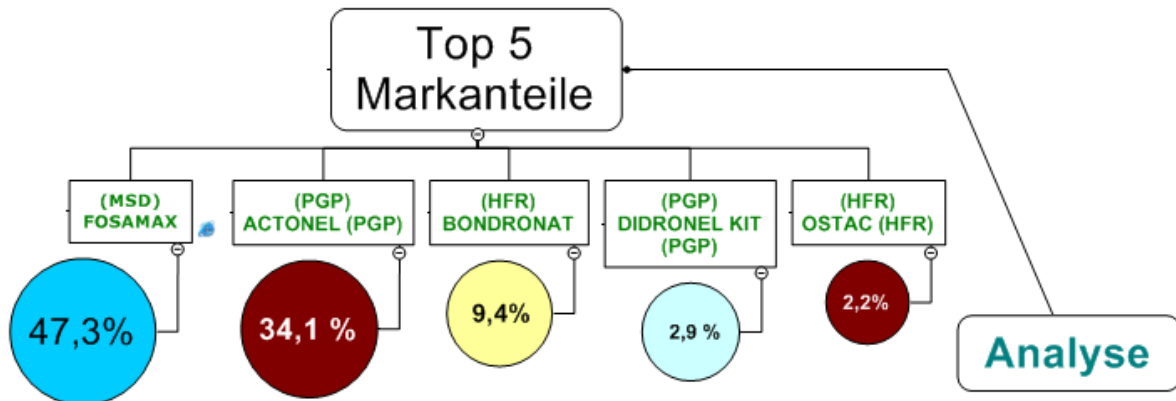 Top 5
Markanteile
(MSD)
FOSAMAX
(PGP)
ACTONEL (PGP)
(HFR)
BONDRONAT
(PGP)
DIDRONEL KIT
(PGP)
(HFR)
OSTAC (HFR)
47,3%
34,1 %
9,4%
2,9 %
2,2%
Analyse